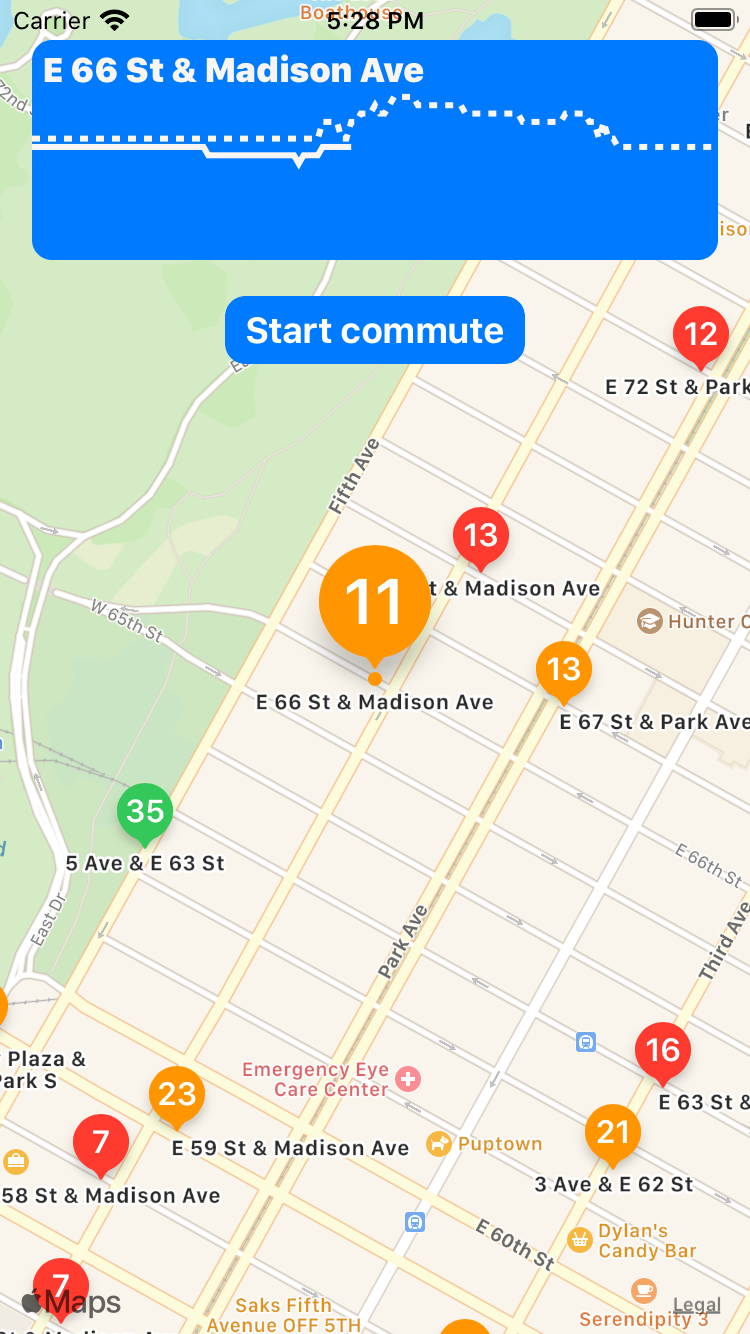 Carrier
5:28 PM
Boathouse
72nd
E 66 St & Madison Ave
Start commute
12
E 72 St & Park
Fifth Ave
13
t & Madison Ave
11
W 65th St
Hunter C
E 66 St & Madison Ave
13
E 67 St & Park Ave
35
5 Ave & E 63 St
E 66th St
East Dr
Park Ave
Third Ave
16
Plaza &
Park S
Emergency Eye
Care Center
23
E 63 St &
21
7
E 59 St & Madison Ave
Puptown
3 Ave & E 62 St
58 St & Madison Ave
E 60th St
Dylan's
Candy Bar
7
Maps
Saks Fifth
Avenue OFF 5TH
Legal
Serendipity 3